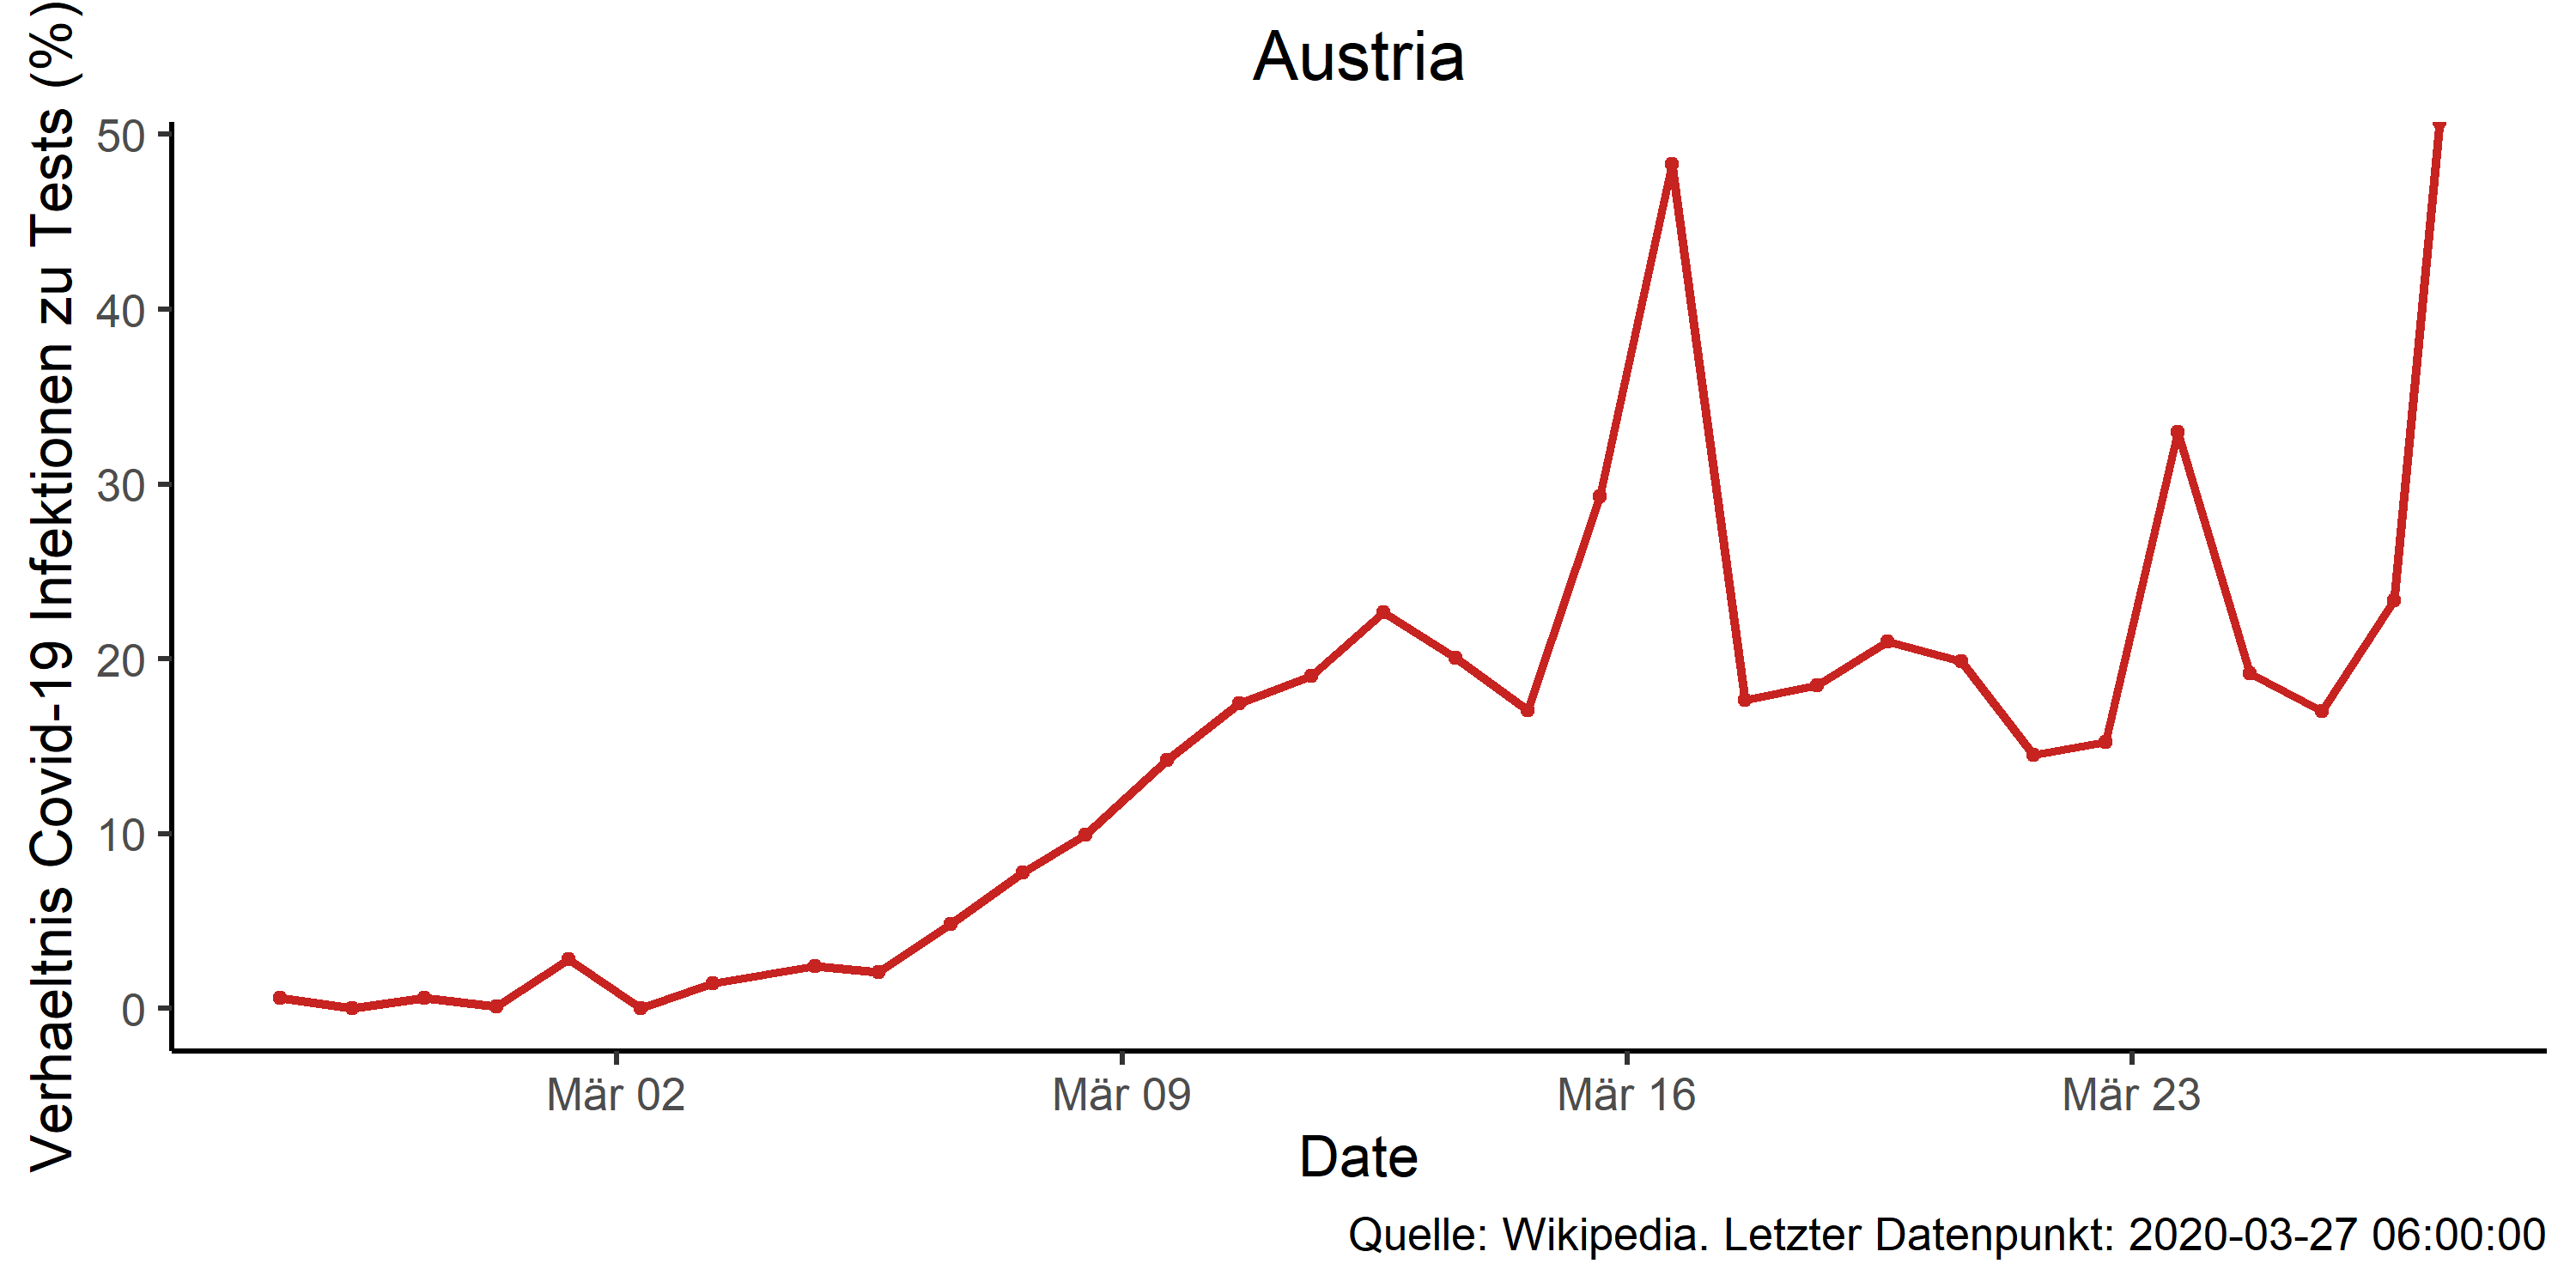 Austria
Verhaeltnis Covid-19 Infektionen zu Tests (%)
50
40
30
20
10
0
Mär 02
Mär 09
Mär 16
Mär 23
Date
Quelle: Wikipedia. Letzter Datenpunkt: 2020-03-27 06:00:00